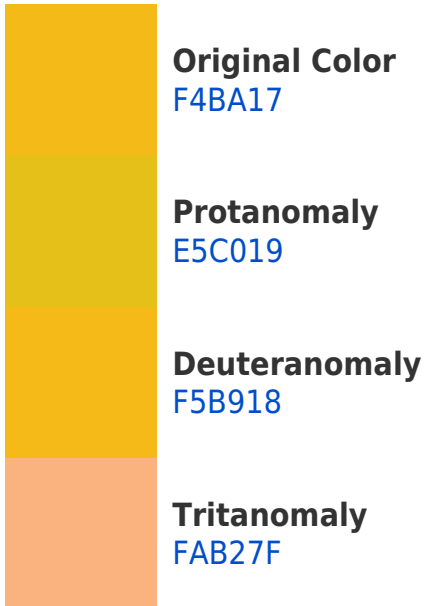 Original Color
F4BA17
Protanomaly
E5C019
Deuteranomaly
F5B918
Tritanomaly
FAB27F